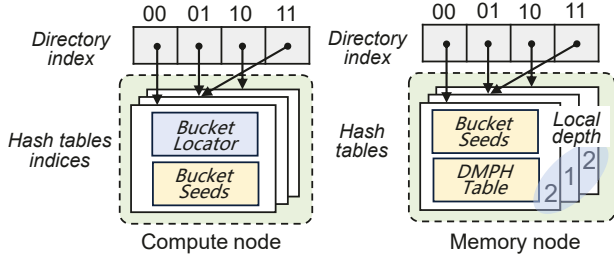 00 01 10 11
Directory
index
Hash tables
indices
Bucket
Locator
Bucket
Seeds
Compute node
00 01 10 11
Directory
index
Hash
tables
Bucket
Seeds
DMPH
Table
Local
depth
2 1 2
Memory node